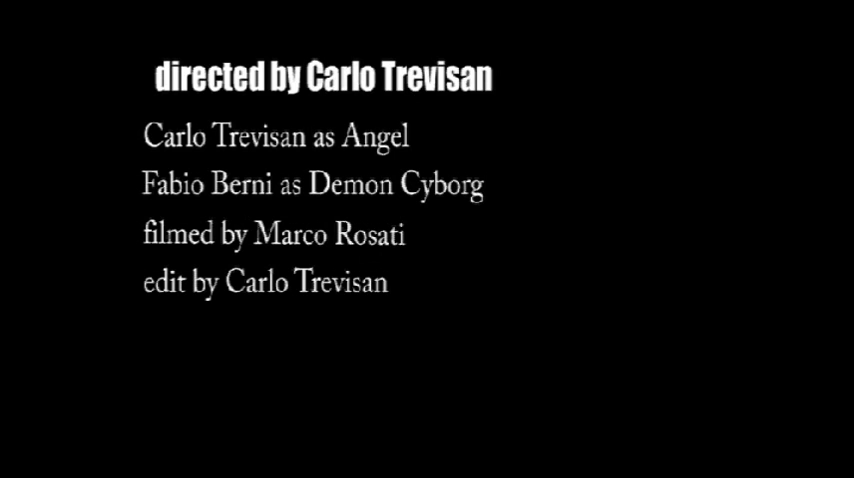 directed by Carlo Trevisan
Carlo Trevisan as Angel
Fabio Berni as Demon Cyborg
filmed by Marco Rosati
edit by Carlo Trevisan